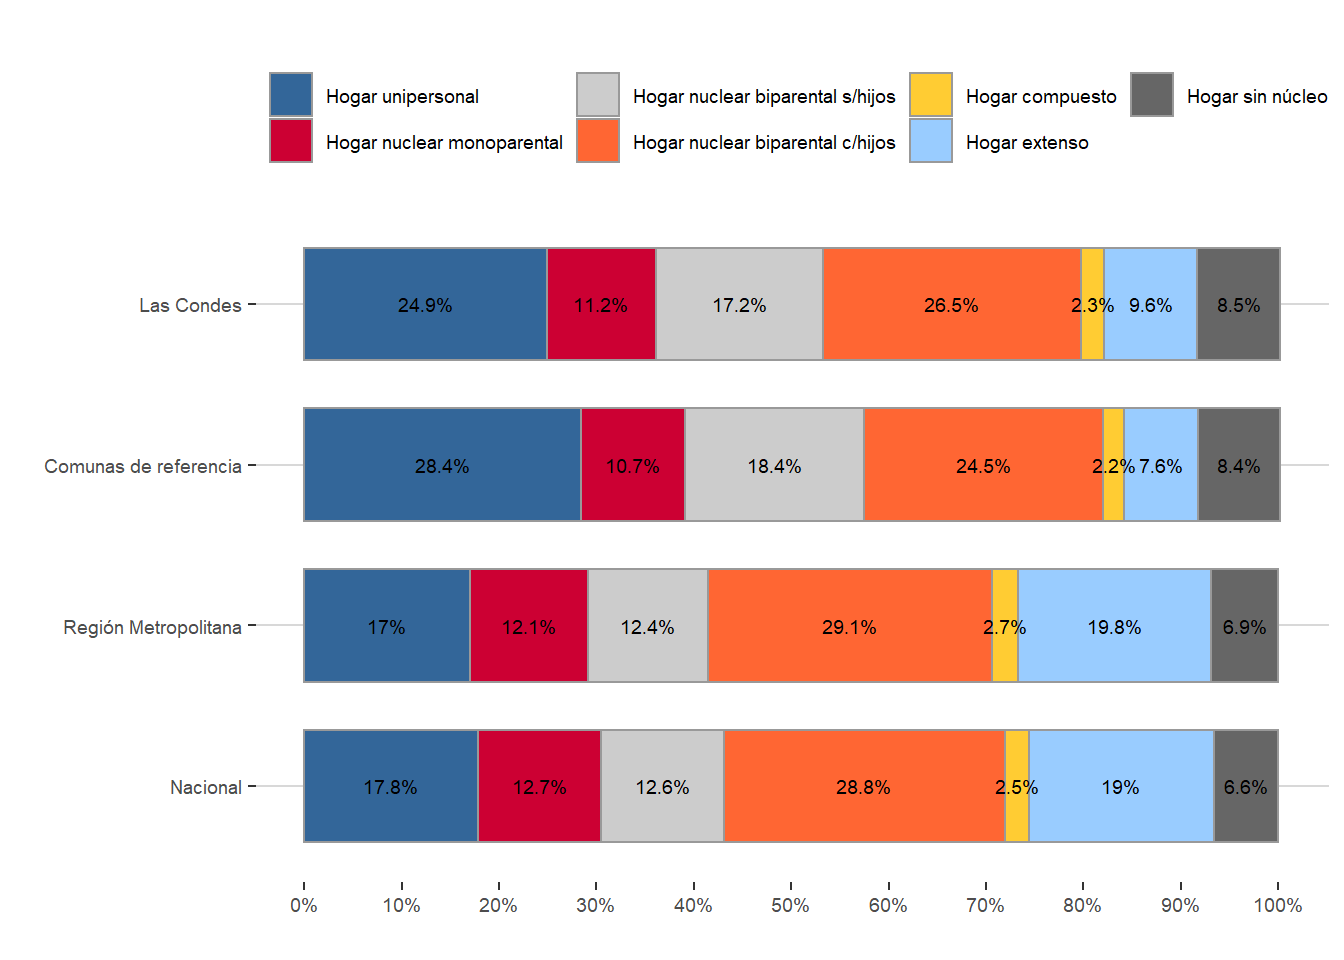 Hogar unipersonal Hogar nuclear biparental s/hijos Hogar compuesto Hogar sin núcleo
Hogar nuclear monoparental Hogar nuclear biparental c/hijos Hogar extenso
Las Condes 24.9% 11.2% 17.2% 26.5% 2.3% 9.6% 8.5%
Comunas de referencia 28.4% 10.7% 18.4% 24.5% 2.2% 7.6% 8.4%
Región Metropolitana 17% 12.1% 12.4% 29.1% 2.7% 19.8% 6.9%
Nacional 17.8% 12.7% 12.6% 28.8% 2.5% 19% 6.6%
0% 10% 20% 30% 40% 50% 60% 70% 80% 90% 100%